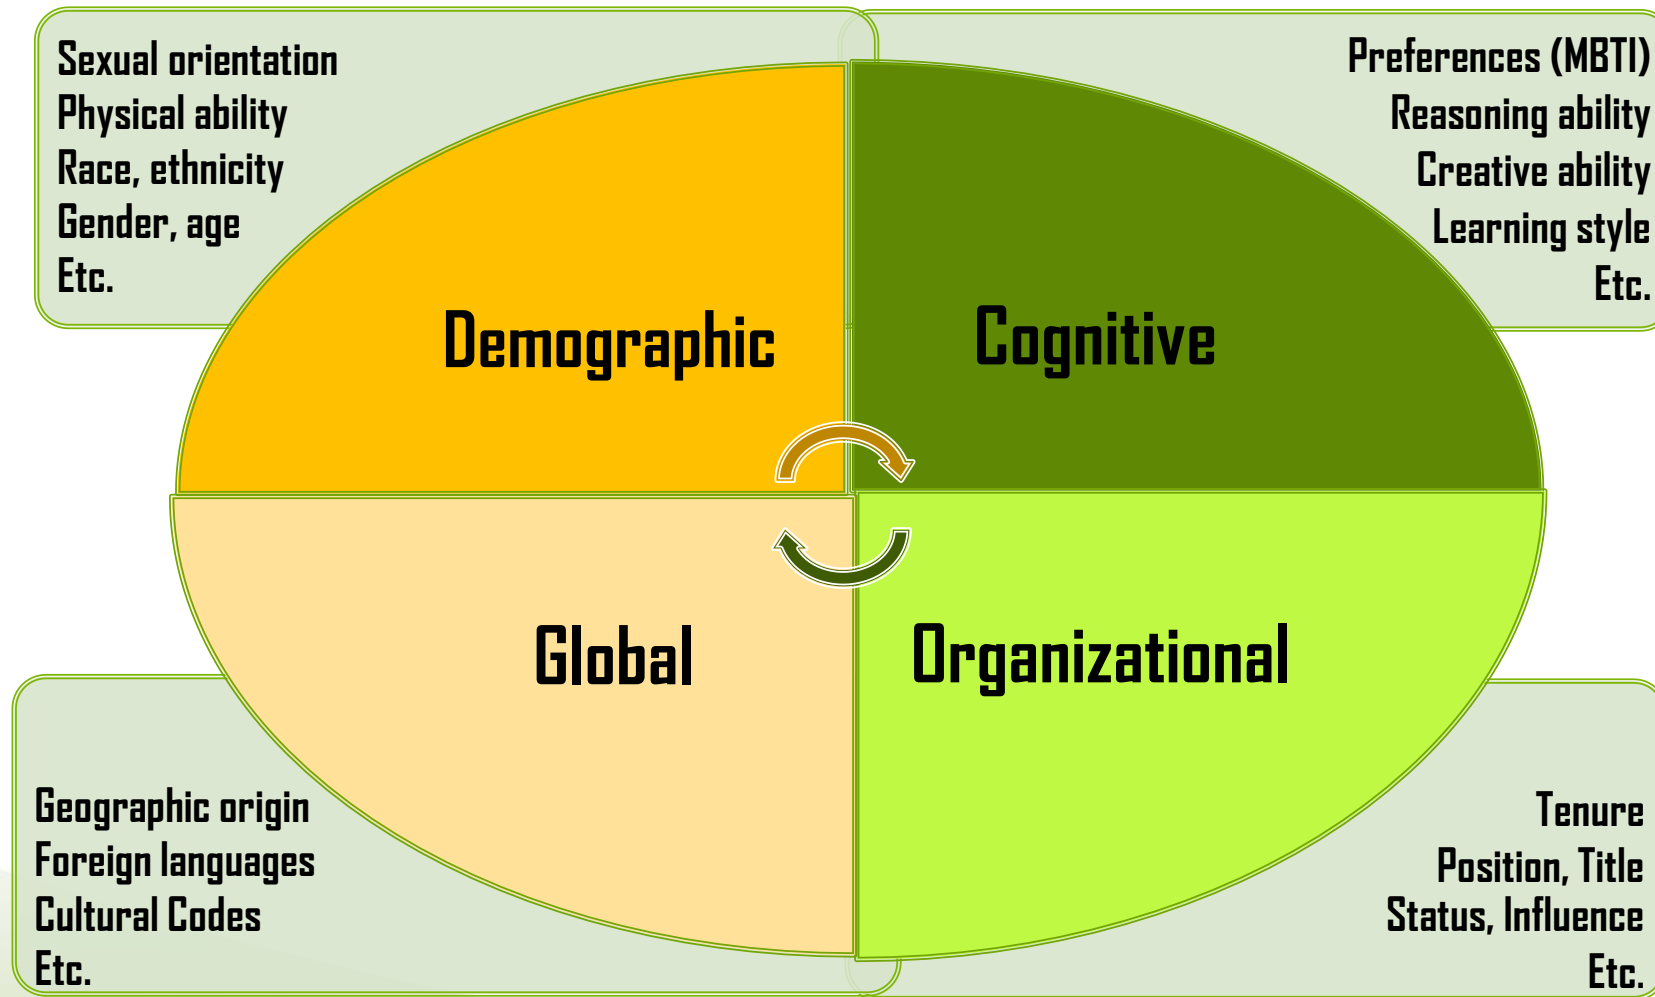 Sexual orientation
Physical ability
Race, ethnicity
Gender, age
Etc.
Preferences (MBTI)
Reasoning ability
Creative ability
Learning style
Etc.
Demographic
Cognitive
Global
Organizational
Geographic origin
Foreign languages
Cultural Codes
Etc.
Tenure
Position, Title
Status, Influence
Etc.